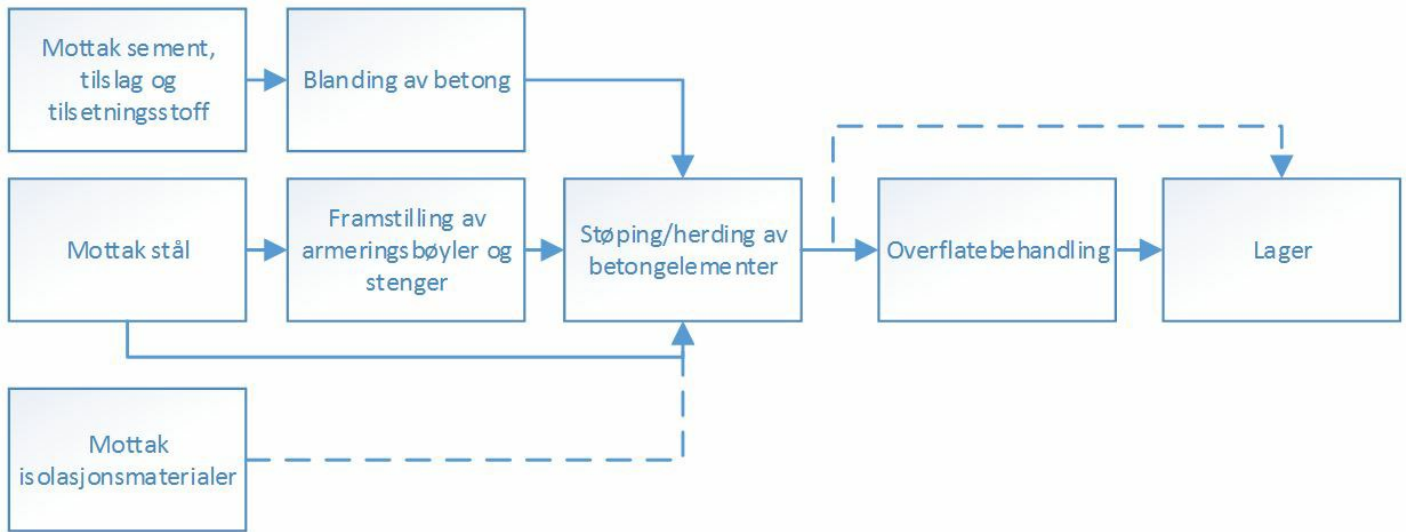 Mottak sement,
tilslag og
tilsetningsstoff
Blanding av betong
Mottak stål
Framstilling av
armeringsbøyler og
stenger
Støping/herding av
betongelementer
Overflatebehandling
Lager
Mottak
isolasjonsmaterialer